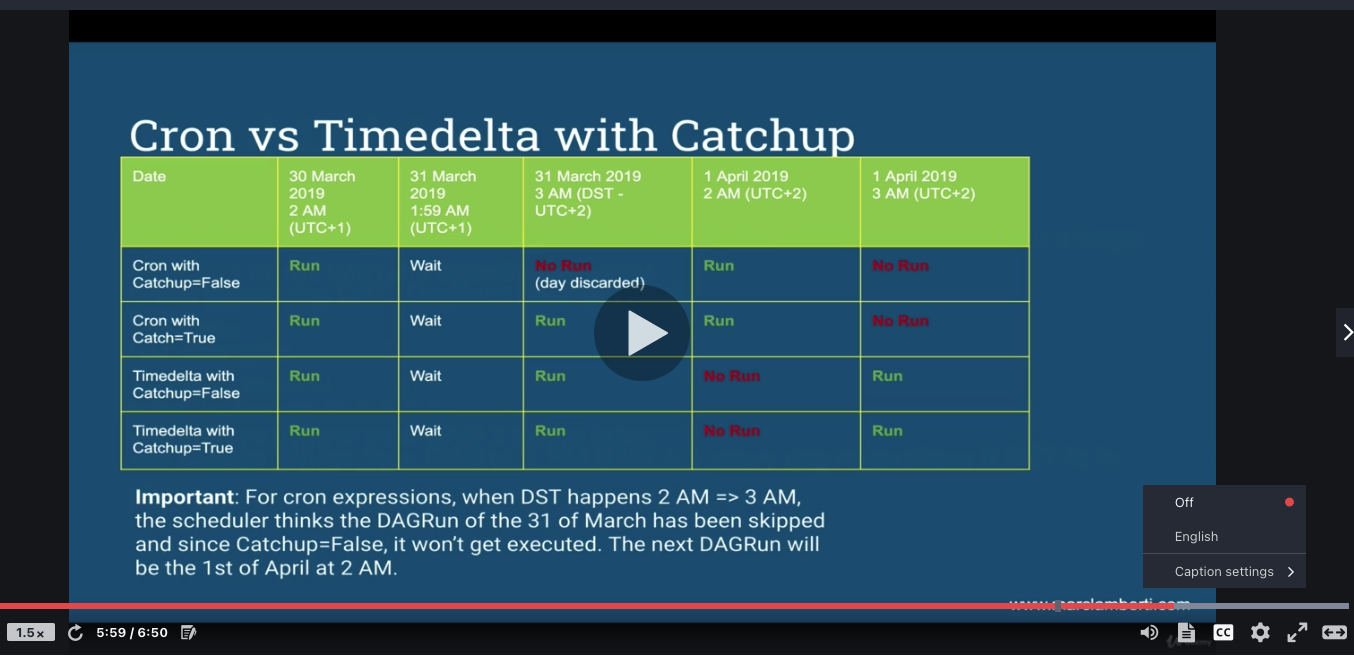 Cron vs Timedelta with Catchup
Date
30 March
2019
2 AM
(UTC+1)
31 March
2019
1:59 AM
(UTC+1)
31 March 2019
3 AM (DST -
UTC+2)
1 April 2019
2 AM (UTC+2)
1 April 2019
3 AM (UTC+2)
Cron with
Catchup=False
Run
Wait
No Run
(day discarded)
Run
No Run
Cron with
Catch=True
Run
Wait
Run
Run
No Run
Timedelta with
Catchup=False
Run
Wait
Run
No Run
Run
Timedelta with
Catchup=True
Run
Wait
Run
No Run
Run
Important: For cron expressions, when DST happens 2 AM => 3 AM,
the scheduler thinks the DAGRun of the 31 of March has been skipped
and since Catchup=False, it won't get executed. The next DAGRun will
be the 1st of April at 2 AM.
Off
English
Caption settings
www.marclamberti.com
1.5x
5:59 / 6:50
CC